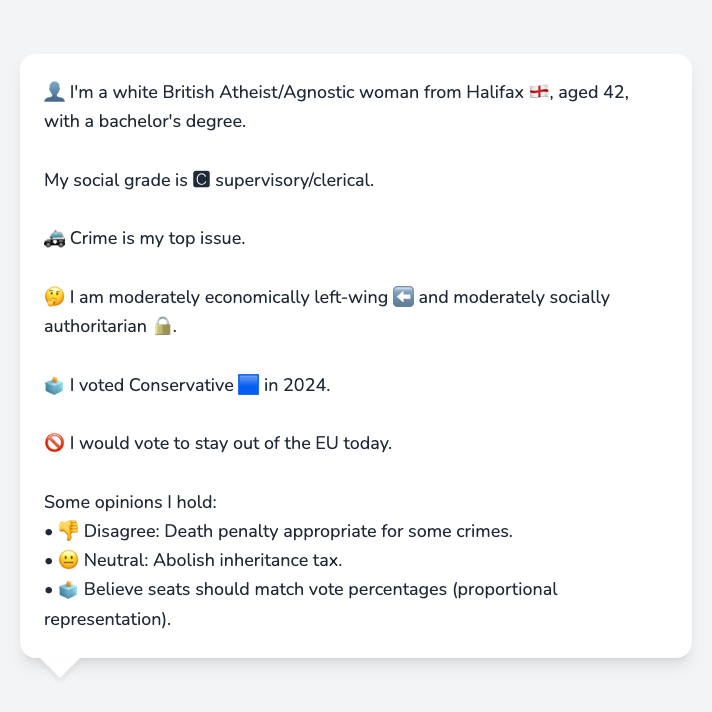 👤 I'm a white British Atheist/Agnostic woman from Halifax 🏴󠁧󠁢󠁥󠁮󠁧󠁿, aged 42,
with a bachelor's degree.
My social grade is 🅲 supervisory/clerical.
🚓 Crime is my top issue.
🤔 I am moderately economically left-wing ⬅️ and moderately socially
authoritarian 🔒.
🗳️ I voted Conservative 🟦 in 2024.
🚫 I would vote to stay out of the EU today.
Some opinions I hold:
• 👎 Disagree: Death penalty appropriate for some crimes.
• 😐 Neutral: Abolish inheritance tax.
• 🗳️ Believe seats should match vote percentages (proportional
representation).